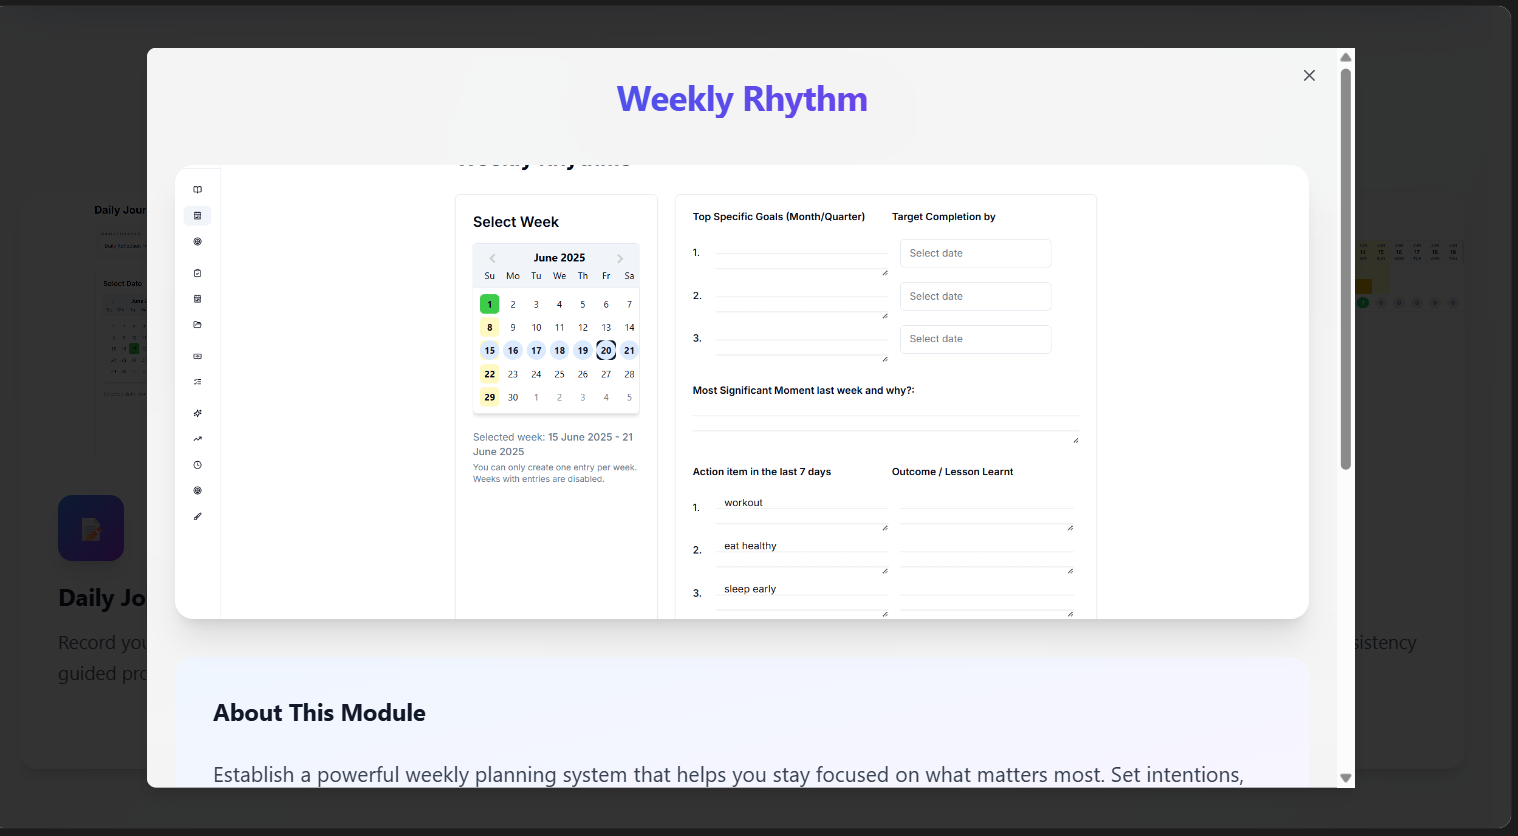 Weekly Rhythm
Select Week
June 2025
Su Mo Tu We Th Fr Sa
1 2 3 4 5 6 7
8 9 10 11 12 13 14
15 16 17 18 19 20 21
22 23 24 25 26 27 28
29 30 1 2 3 4 5
Selected week: 15 June 2025 - 21
June 2025
You can only create one entry per week.
Weeks with entries are disabled.
Top Specific Goals (Month/Quarter) Target Completion by
1. Select date
2. Select date
3. Select date
Most Significant Moment last week and why?:
Action item in the last 7 days Outcome / Lesson Learnt
1. workout
2. eat healthy
3. sleep early
About This Module
Establish a powerful weekly planning system that helps you stay focused on what matters most. Set intentions,
Daily Jour
Select Date
Daily Jo
Record you
guided pro
sistency